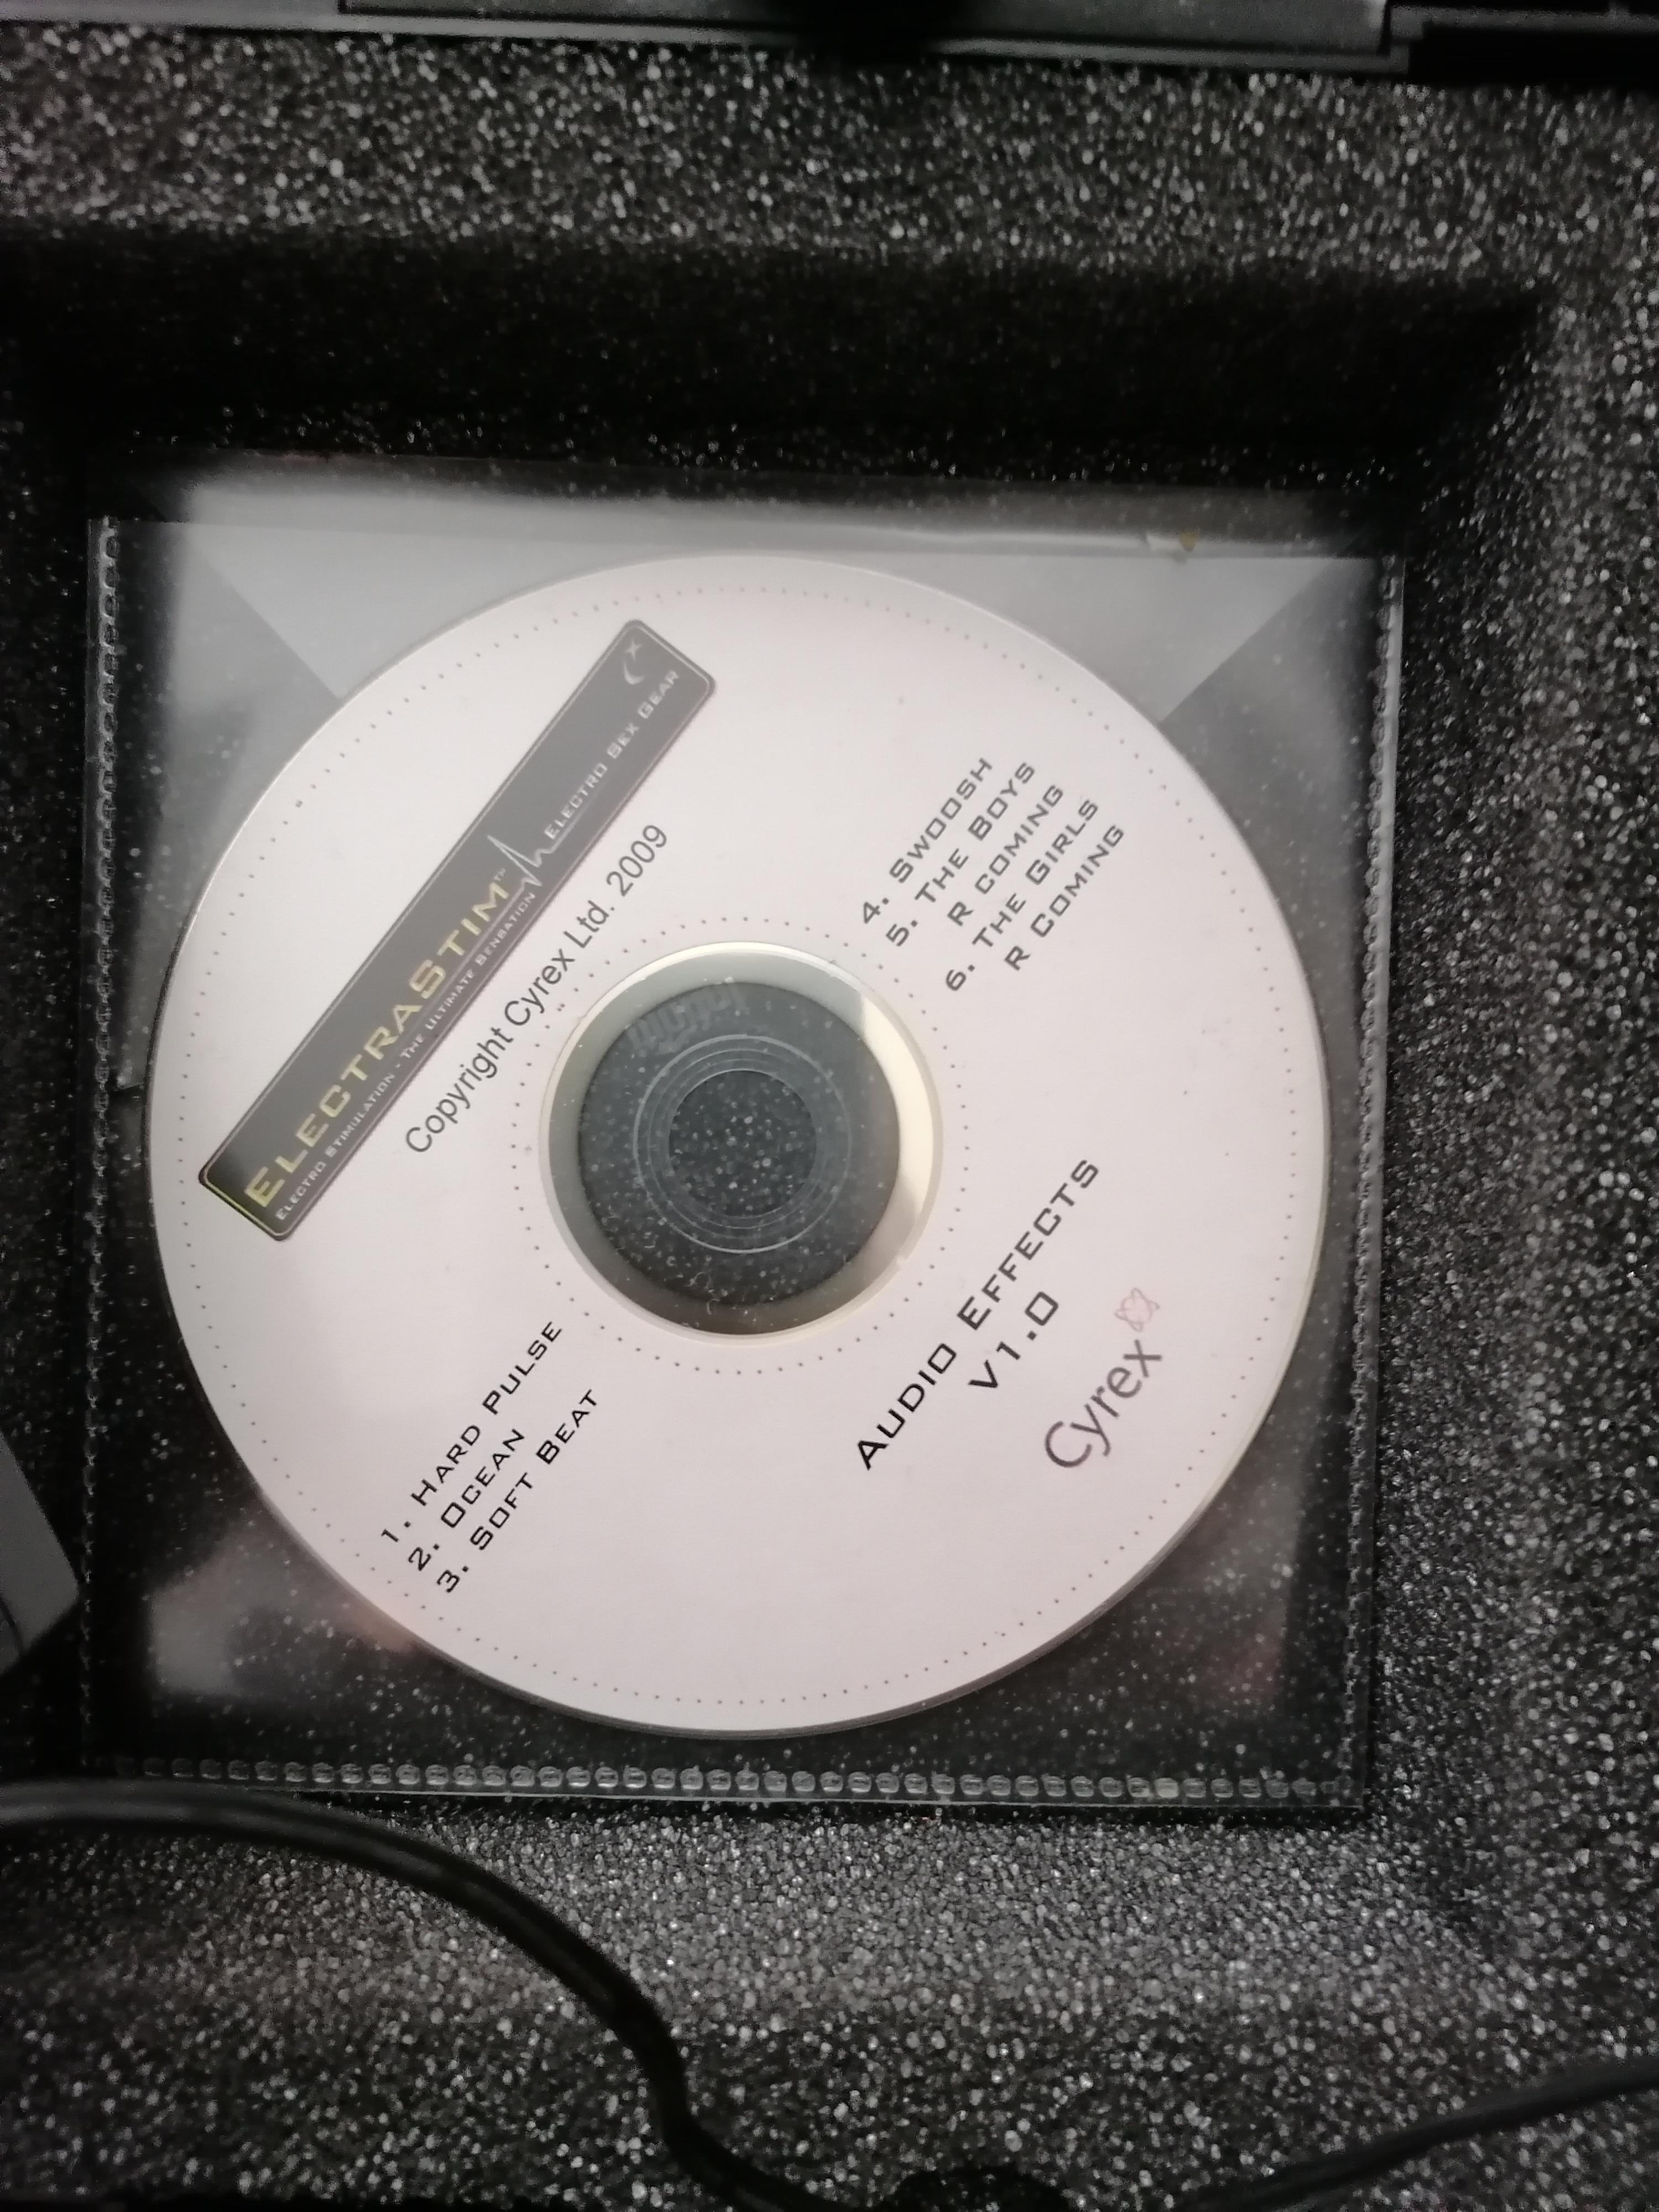 ELECTRASTIM™
ELECTRO STIMULATION - THE ULTIMATE SENSATION
ELECTRO SEX GEAR
Copyright Cyrex Ltd. 2009
1. HARD PULSE
2. OCEAN
3. SOFT BEAT
4. SWOOSH
5. THE BOYS
R COMING
6. THE GIRLS
R COMING
AUDIO EFFECTS
V1.0
Cyrex